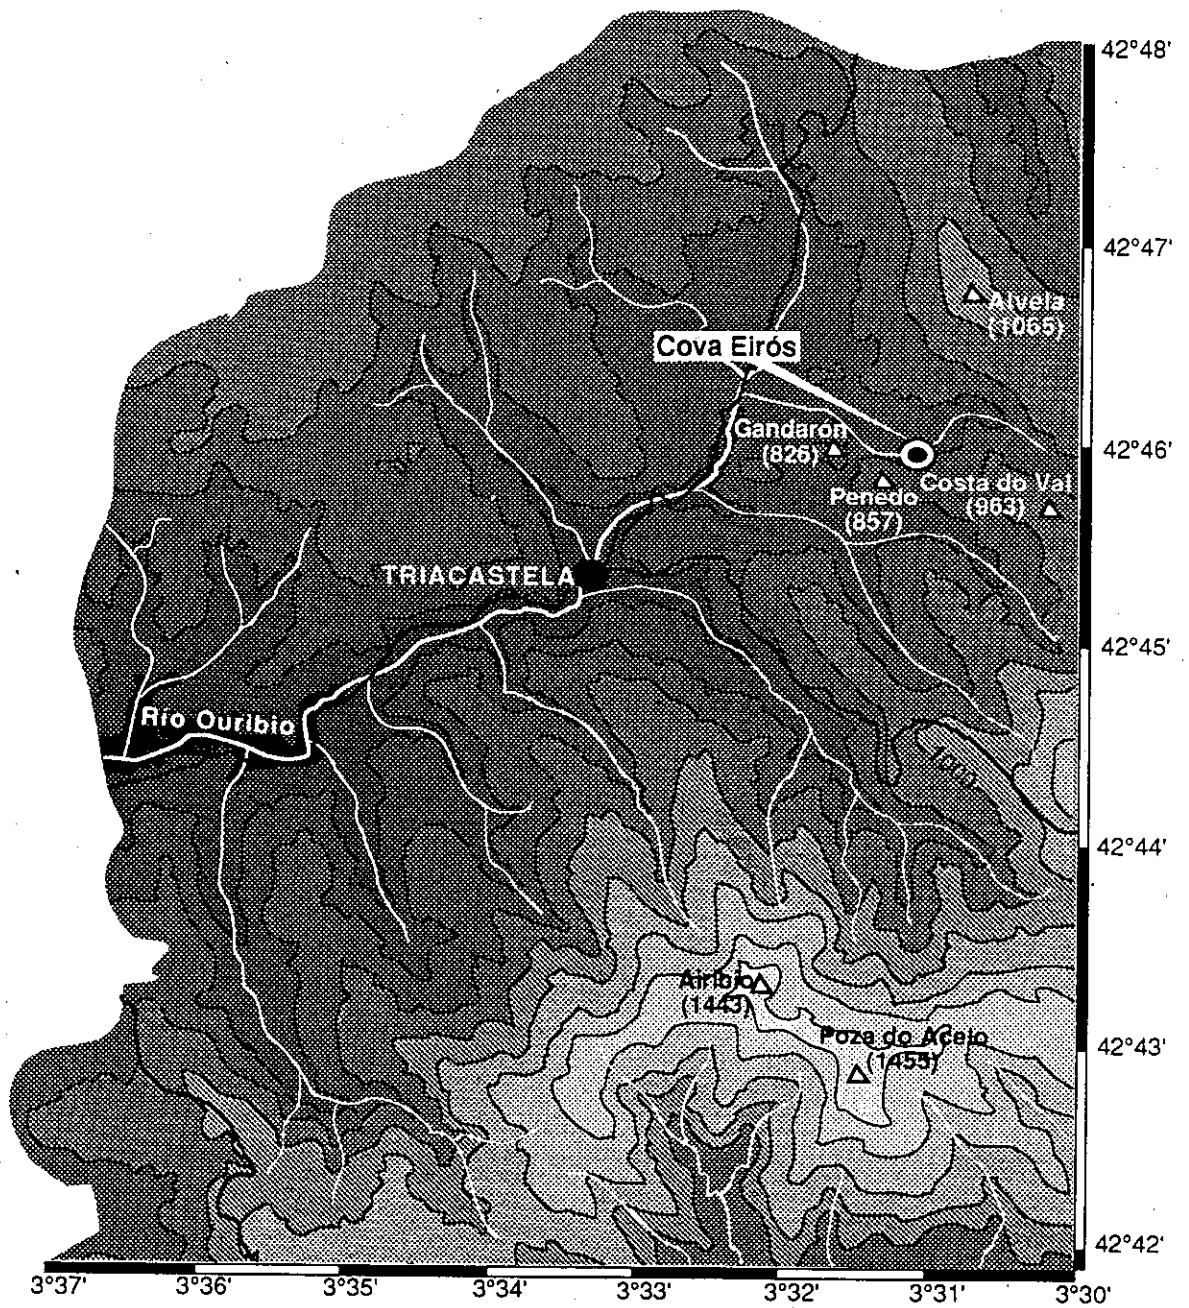 42°48'
42°47'
Alvela
(1065)
Cova Eirós
Gandarón
(826)
42°46'
Costa do Val
(963)
Penedo
(857)
TRIACASTELA
42°45'
Río Ouribio
1000
42°44'
Airibio
(1443)
Poza do Aceio
(1455)
42°43'
42°42'
3°37' 3°36' 3°35' 3°34' 3°33' 3°32' 3°31' 3°30'